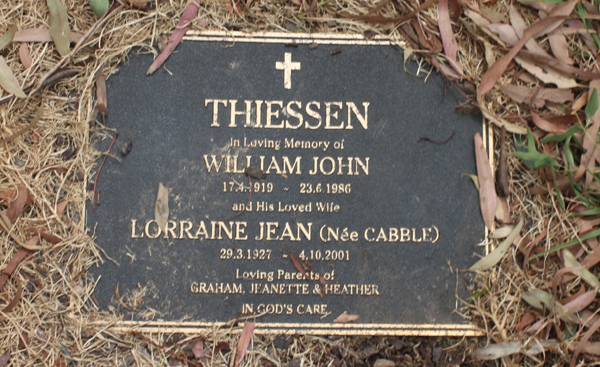 THIESSEN
In Loving Memory of
WILLIAM JOHN
17.4.1919 ~ 23.6.1986
and His Loved Wife
LORRAINE JEAN (Née CABBLE)
29.3.1927 ~ 4.10.2001
Loving Parents of
GRAHAM, JEANETTE & HEATHER
IN GOD'S CARE